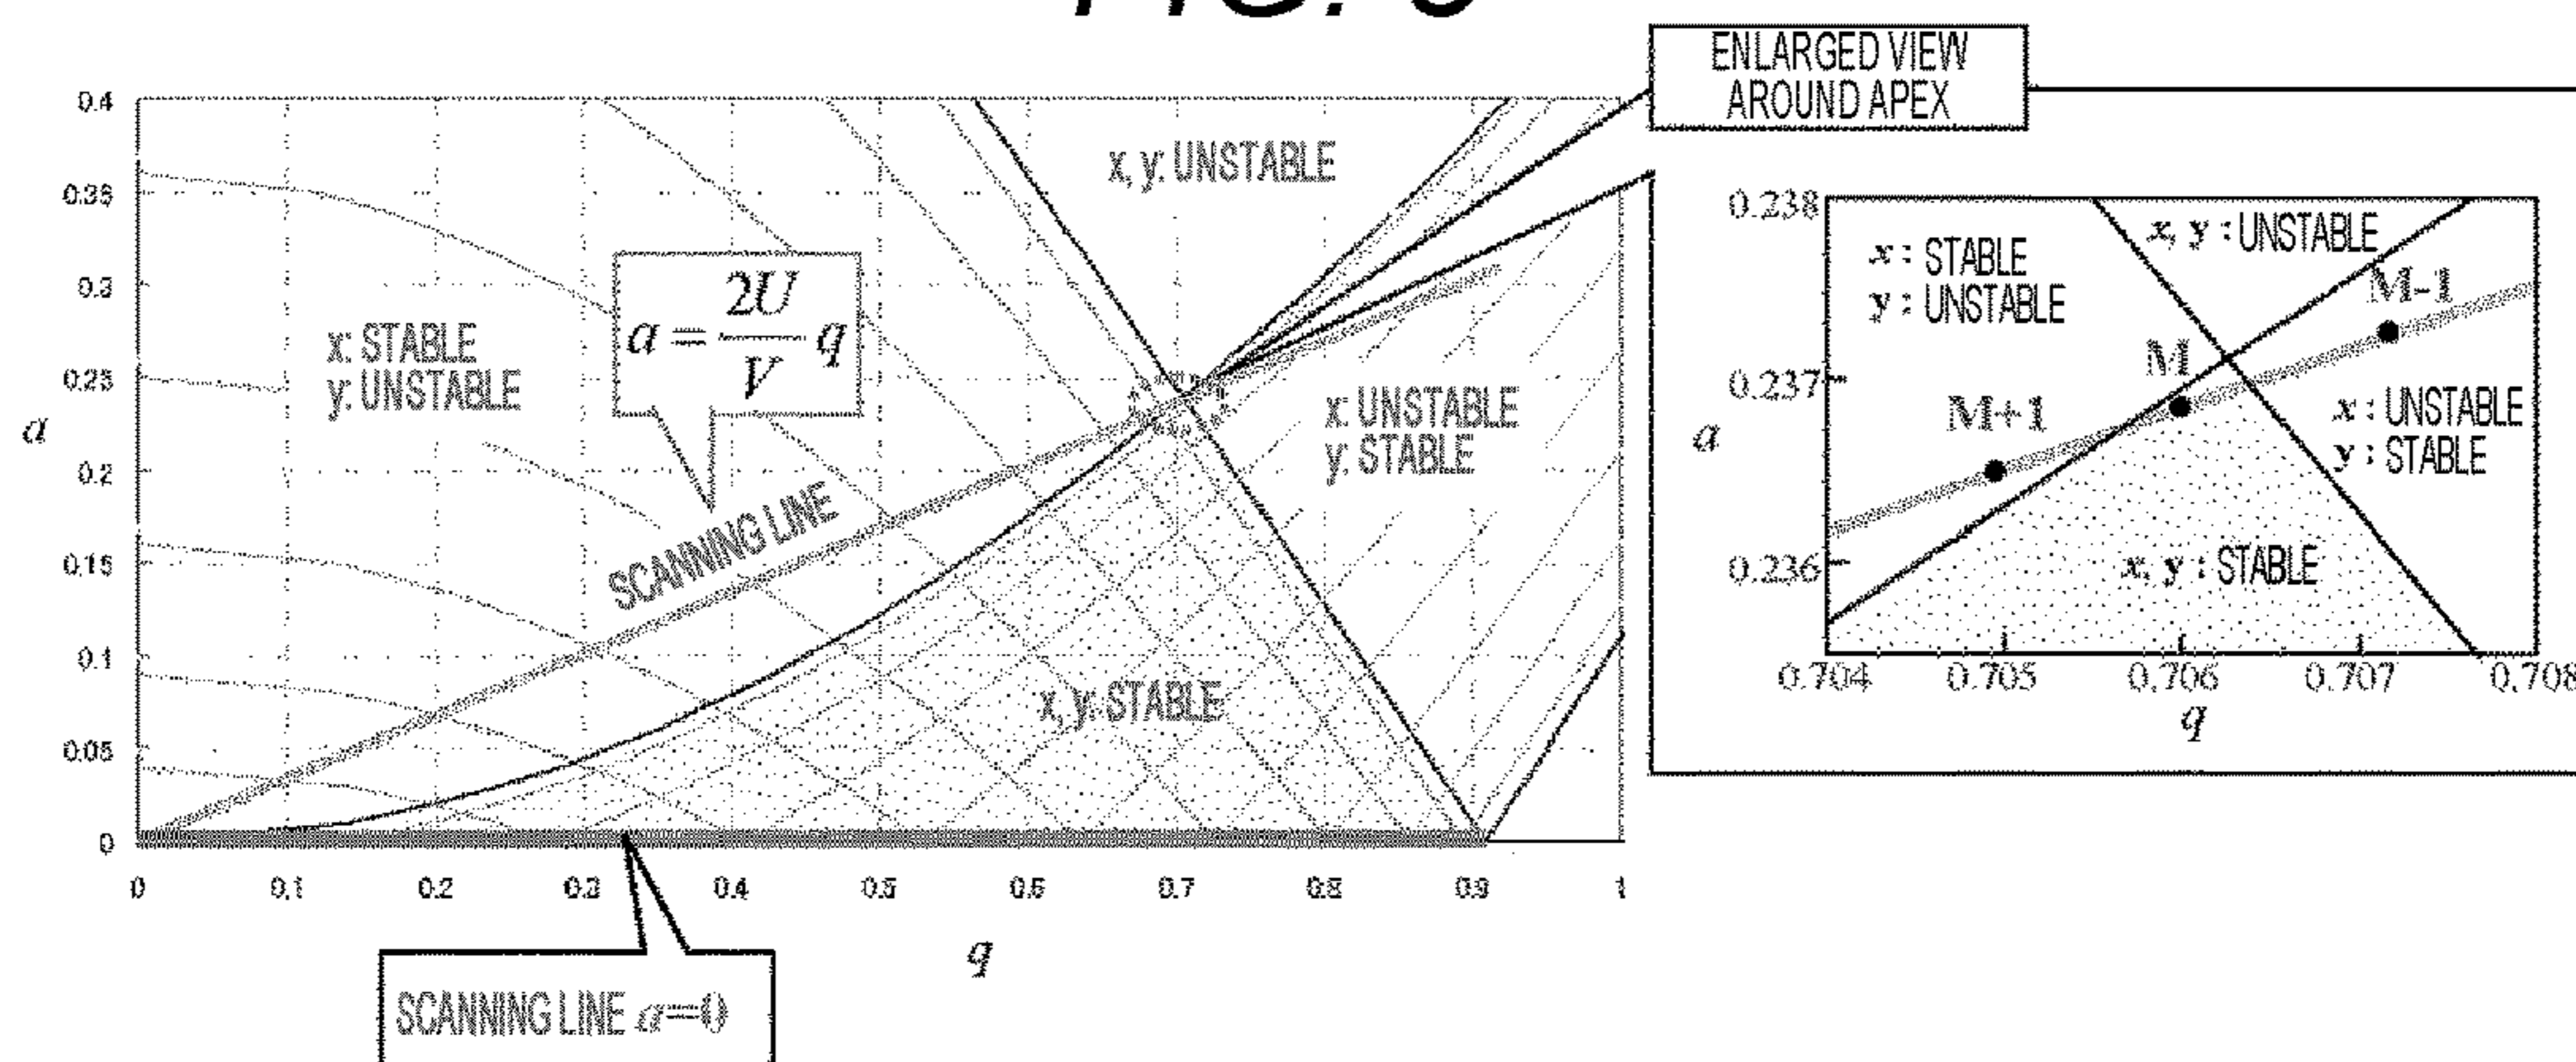 ENLARGED VIEW
AROUND APEX
0.4
0.35
0.3
0.25
0.2
0.15
0.1
0.05
0
a
x, y: UNSTABLE
x: STABLE
y: UNSTABLE
a = 2U/V q
SCANNING LINE
x: UNSTABLE
y: STABLE
x, y: STABLE
0 0.1 0.2 0.3 0.4 0.5 0.6 0.7 0.8 0.9 1
q
SCANNING LINE a=0
0.238
0.237
0.236
a
x : STABLE
y : UNSTABLE
x, y : UNSTABLE
M-1
M
M+1
x : UNSTABLE
y : STABLE
x, y : STABLE
0.704 0.705 0.706 0.707 0.708
q